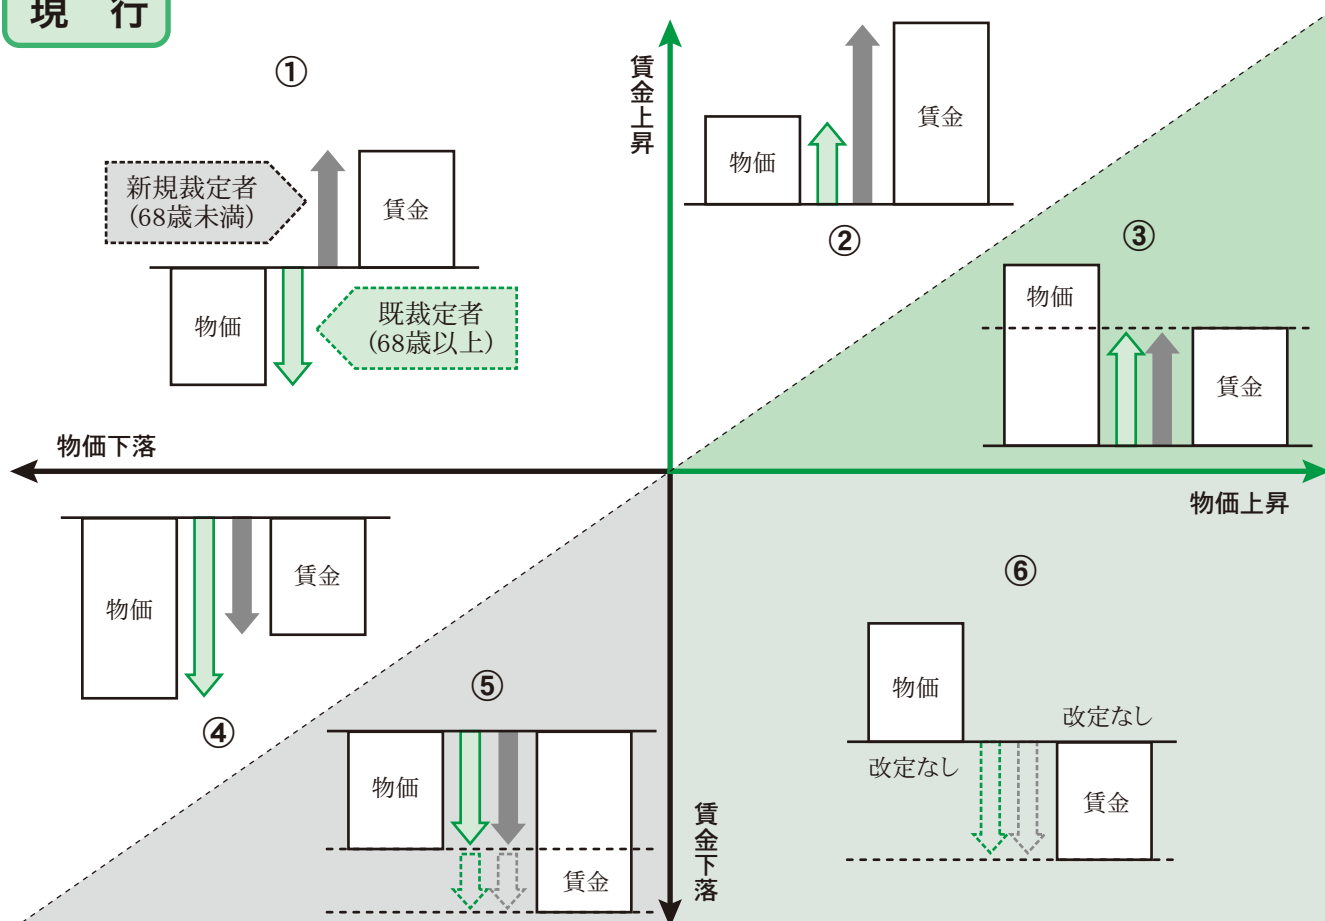 現 行
①
新規裁定者
(68歳未満)
賃金
物価
既裁定者
(68歳以上)
賃金上昇
物価
賃金
②
③
物価
賃金
物価下落
物価上昇
物価
賃金
④
⑤
物価
賃金
⑥
物価
改定なし
改定なし
賃金
賃金下落